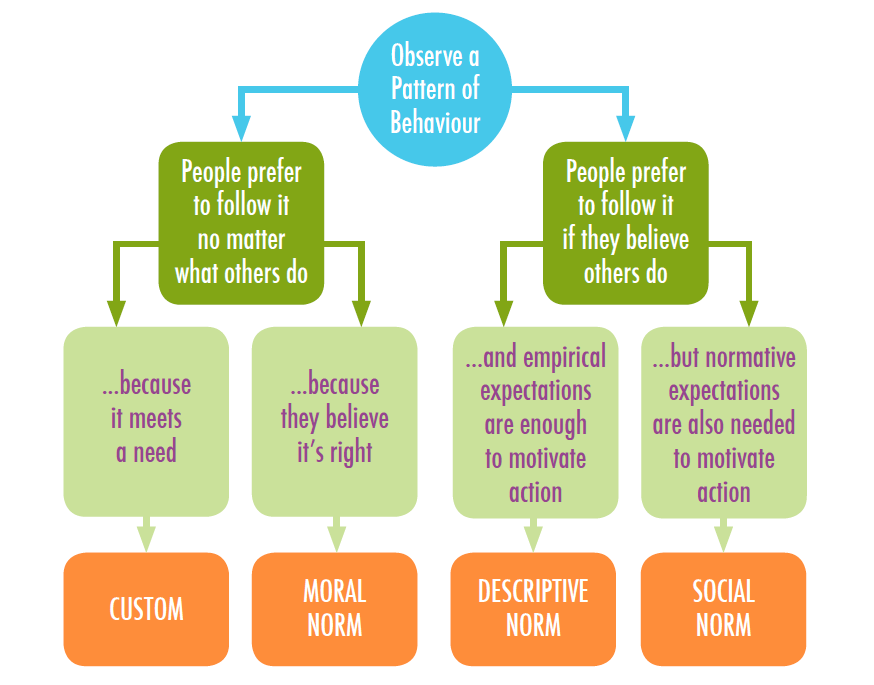 Observe a
Pattern of
Behaviour
People prefer
to follow it
no matter
what others do
People prefer
to follow it
if they believe
others do
...because
it meets
a need
...because
they believe
it's right
...and empirical
expectations
are enough
to motivate
action
...but normative
expectations
are also needed
to motivate
action
CUSTOM
MORAL
NORM
DESCRIPTIVE
NORM
SOCIAL
NORM